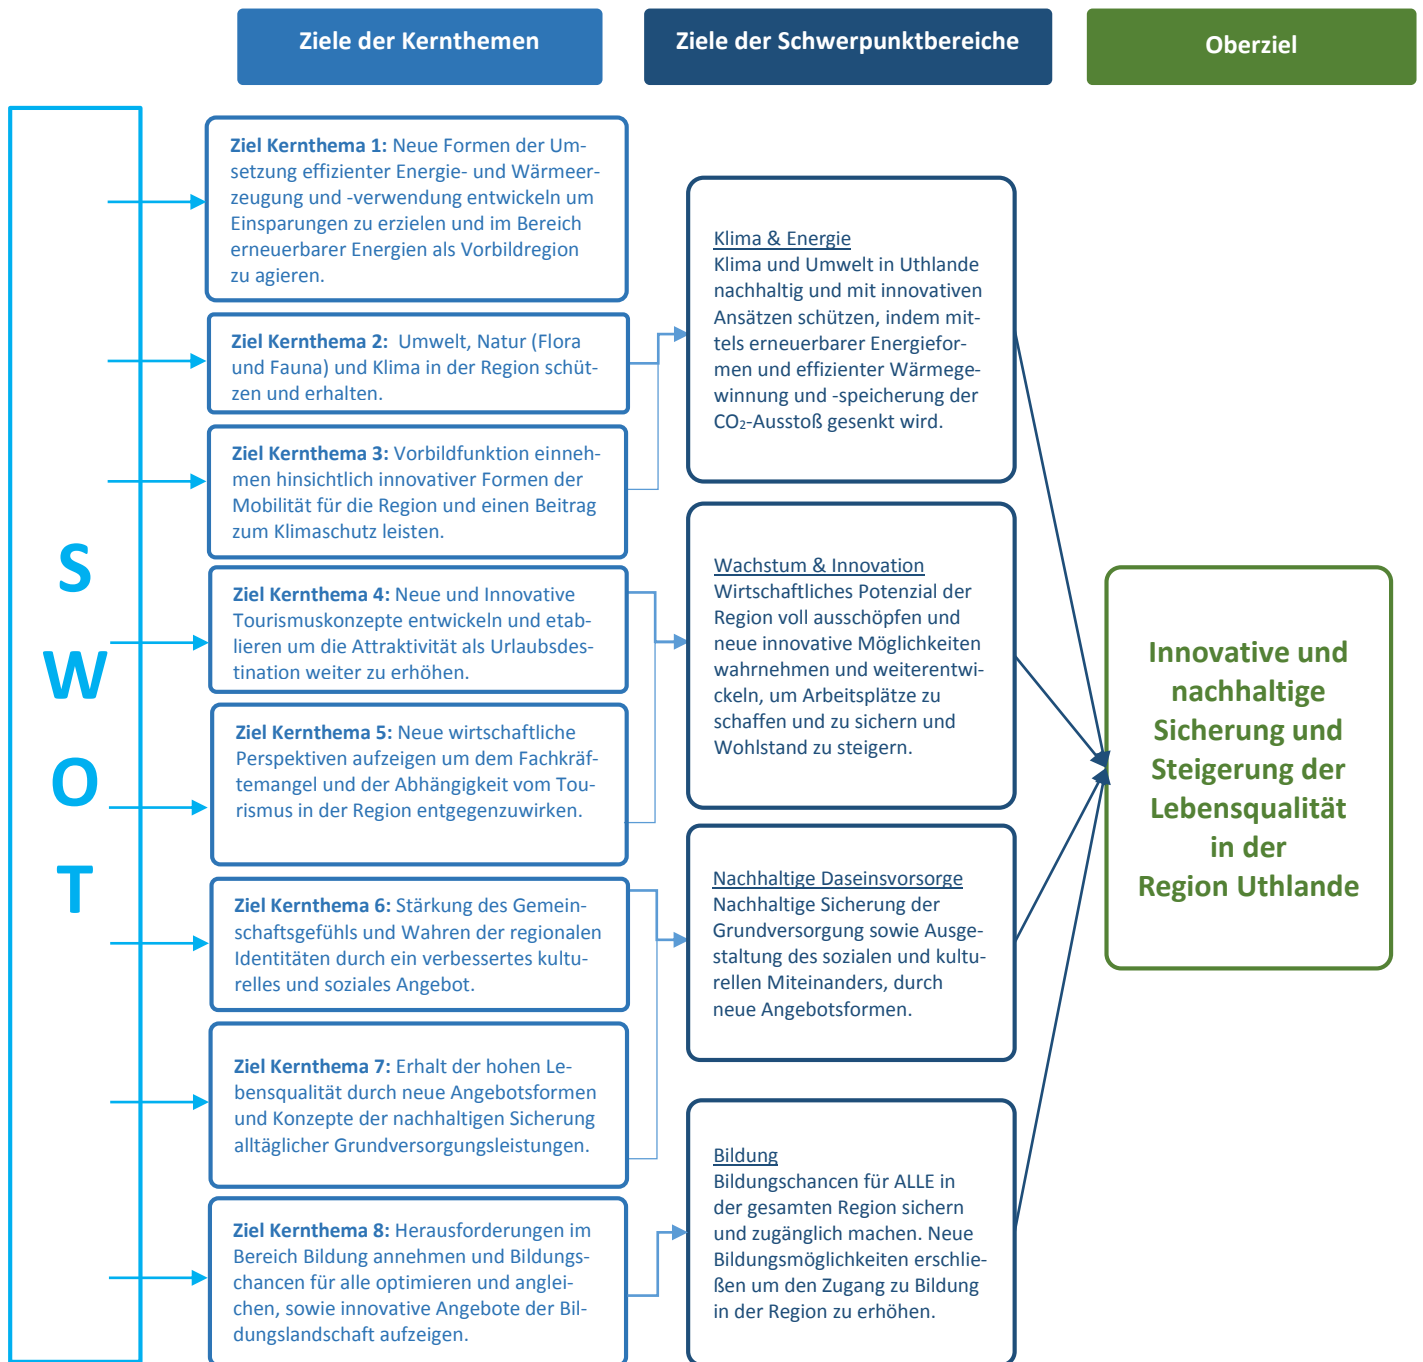 Ziele der Kernthemen
Ziele der Schwerpunktbereiche
Oberziel
S
W
O
T
Ziel Kernthema 1: Neue Formen der Um-
setzung effizienter Energie- und Wärmeer-
zeugung und -verwendung entwickeln um
Einsparungen zu erzielen und im Bereich
erneuerbarer Energien als Vorbildregion
zu agieren.
Ziel Kernthema 2: Umwelt, Natur (Flora
und Fauna) und Klima in der Region schüt-
zen und erhalten.
Ziel Kernthema 3: Vorbildfunktion einneh-
men hinsichtlich innovativer Formen der
Mobilität für die Region und einen Beitrag
zum Klimaschutz leisten.
Ziel Kernthema 4: Neue und Innovative
Tourismuskonzepte entwickeln und etab-
lieren um die Attraktivität als Urlaubsdes-
tination weiter zu erhöhen.
Ziel Kernthema 5: Neue wirtschaftliche
Perspektiven aufzeigen um dem Fachkräf-
temangel und der Abhängigkeit vom Tou-
rismus in der Region entgegenzuwirken.
Ziel Kernthema 6: Stärkung des Gemein-
schaftsgefühls und Wahren der regionalen
Identitäten durch ein verbessertes kultu-
relles und soziales Angebot.
Ziel Kernthema 7: Erhalt der hohen Le-
bensqualität durch neue Angebotsformen
und Konzepte der nachhaltigen Sicherung
alltäglicher Grundversorgungsleistungen.
Ziel Kernthema 8: Herausforderungen im
Bereich Bildung annehmen und Bildungs-
chancen für alle optimieren und anglei-
chen, sowie innovative Angebote der Bil-
dungslandschaft aufzeigen.
Klima & Energie
Klima und Umwelt in Uthlande
nachhaltig und mit innovativen
Ansätzen schützen, indem mit-
tels erneuerbarer Energiefor-
men und effizienter Wärmege-
winnung und -speicherung der
CO₂-Ausstoß gesenkt wird.
Wachstum & Innovation
Wirtschaftliches Potenzial der
Region voll ausschöpfen und
neue innovative Möglichkeiten
wahrnehmen und weiterentwi-
ckeln, um Arbeitsplätze zu
schaffen und zu sichern und
Wohlstand zu steigern.
Nachhaltige Daseinsvorsorge
Nachhaltige Sicherung der
Grundversorgung sowie Ausge-
staltung des sozialen und kultu-
rellen Miteinanders, durch
neue Angebotsformen.
Bildung
Bildungschancen für ALLE in
der gesamten Region sichern
und zugänglich machen. Neue
Bildungsmöglichkeiten erschlie-
ßen um den Zugang zu Bildung
in der Region zu erhöhen.
Innovative und
nachhaltige
Sicherung und
Steigerung der
Lebensqualität
in der
Region Uthlande